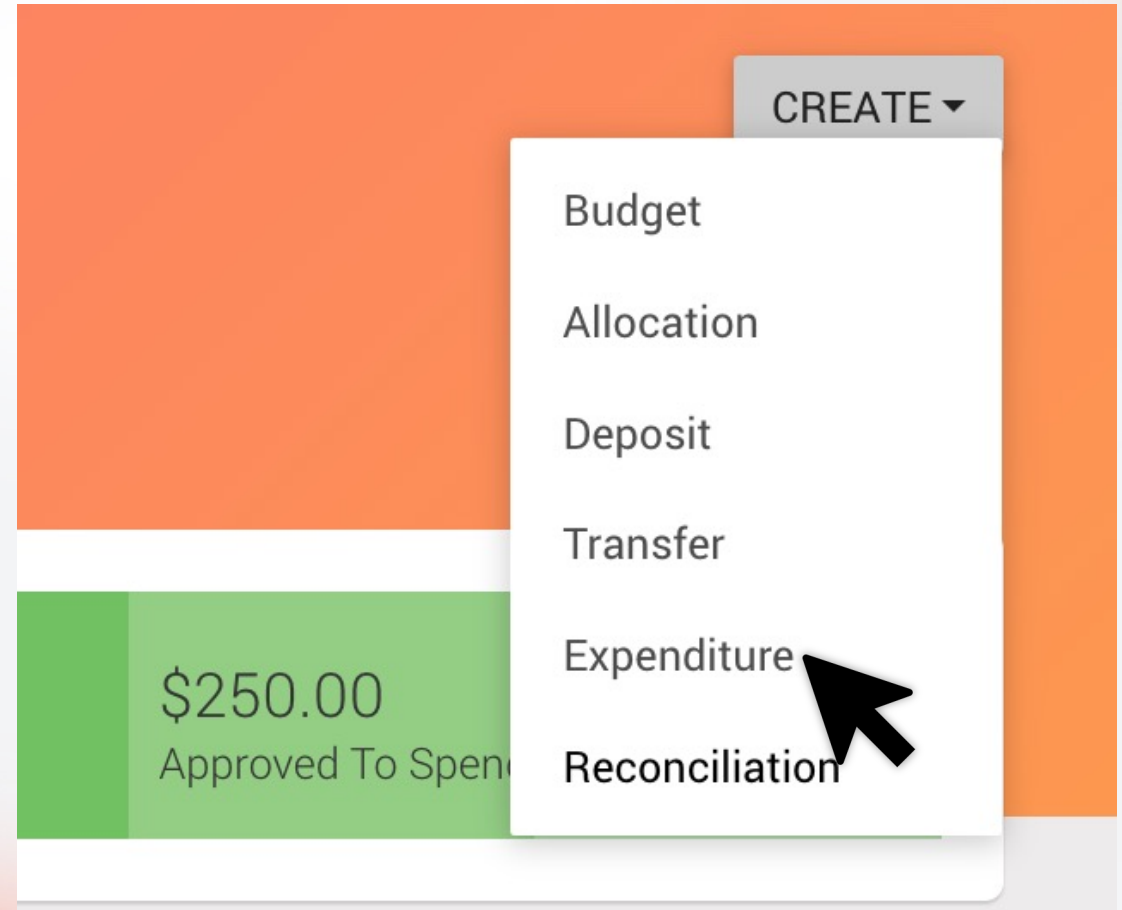 CREATE
Budget
Allocation
Deposit
Transfer
Expenditure
Reconciliation
$250.00
Approved To Spen